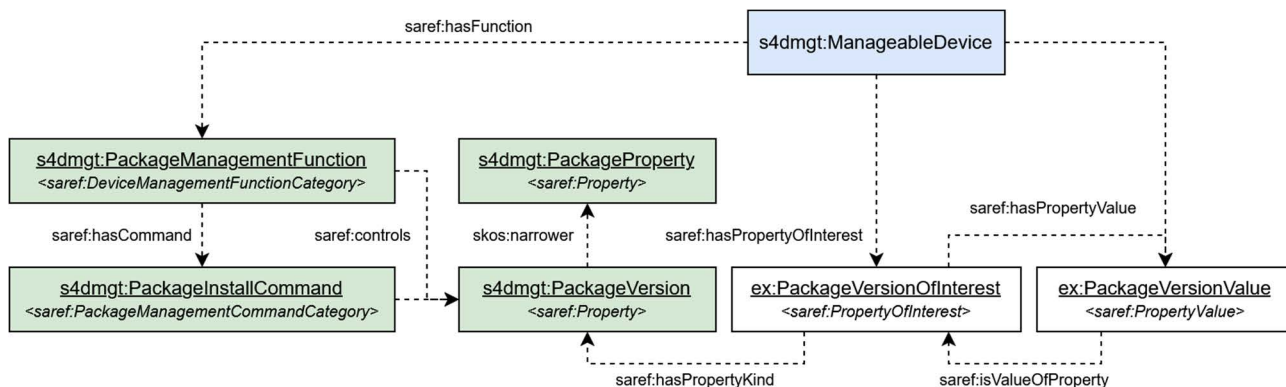 saref:hasFunction
s4dmgt:ManageableDevice
s4dmgt:PackageManagementFunction
<saref:DeviceManagementFunctionCategory>
s4dmgt:PackageProperty
<saref:Property>
saref:hasPropertyValue
saref:hasCommand
saref:controls
skos:narrower
saref:hasPropertyOfInterest
s4dmgt:PackageInstallCommand
<saref:PackageManagementCommandCategory>
s4dmgt:PackageVersion
<saref:Property>
ex:PackageVersionOfInterest
<saref:PropertyOfInterest>
ex:PackageVersionValue
<saref:PropertyValue>
saref:hasPropertyKind
saref:isValueOfProperty